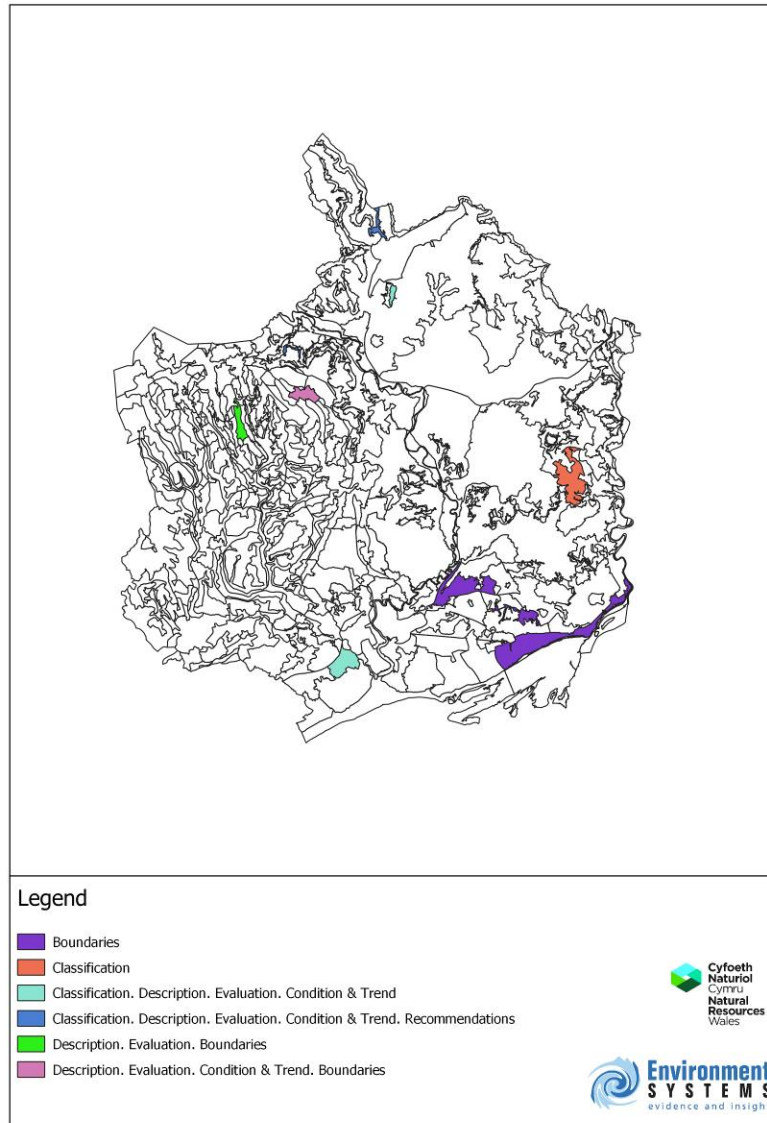 Legend
Boundaries
Classification
Classification. Description. Evaluation. Condition & Trend
Classification. Description. Evaluation. Condition & Trend. Recommendations
Description. Evaluation. Boundaries
Description. Evaluation. Condition & Trend. Boundaries
Cyfoeth
Naturiol
Cymru
Natural
Resources
Wales
Environment
SYSTEMS
evidence and insight